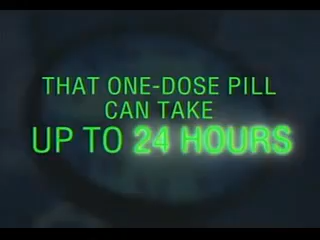 THAT ONE-DOSE PILL
CAN TAKE
UP TO 24 HOURS